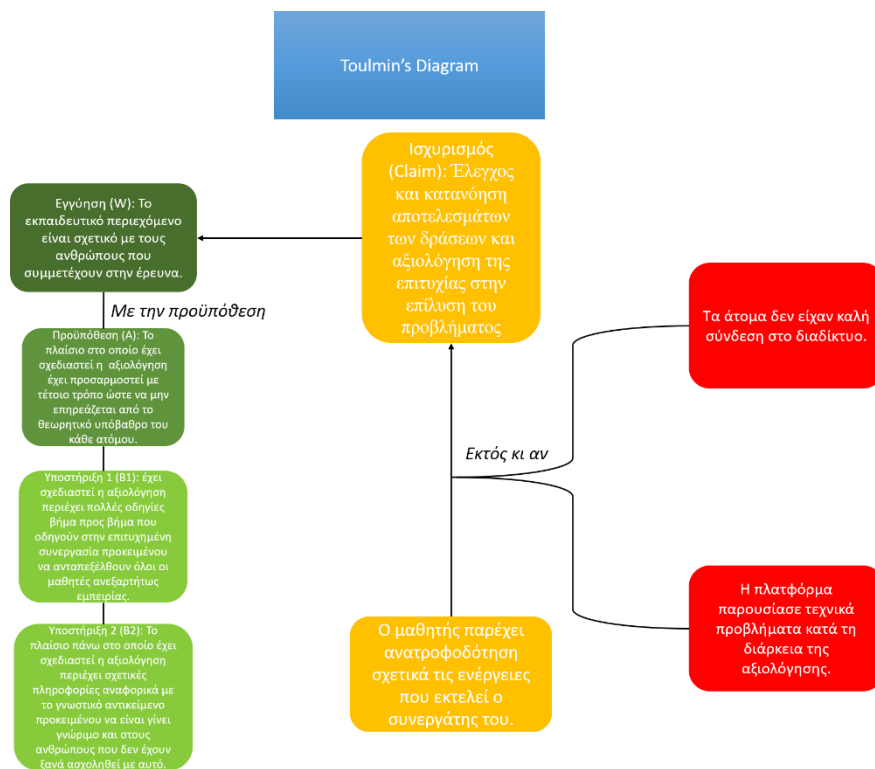 Toulmin's Diagram
Ισχυρισμός
(Claim): Έλεγχος
και κατανόηση
αποτελεσμάτων
των δράσεων και
αξιολόγηση της
επιτυχίας στην
επίλυση του
προβλήματος
Εγγύηση (W): Το
εκπαιδευτικό περιεχόμενο
είναι σχετικό με τους
ανθρώπους που
συμμετέχουν στην έρευνα.
Με την προϋπόθεση
Προϋπόθεση (Α): Το
πλαίσιο στο οποίο έχει
σχεδιαστεί η αξιολόγηση
έχει προσαρμοστεί με
τέτοιο τρόπο ώστε να μην
επηρεάζεται από το
θεωρητικό υπόβαθρο του
κάθε ατόμου.
Υποστήριξη 1 (Β1): έχει
σχεδιαστεί η αξιολόγηση
περιέχει πολλές οδηγίες
βήμα προς βήμα που
οδηγούν στην επιτυχημένη
συνεργασία προκειμένου
να ανταπεξέλθουν όλοι οι
μαθητές ανεξαρτήτως
εμπειρίας.
Υποστήριξη 2 (Β2): Το
πλαίσιο πάνω στο οποίο έχει
σχεδιαστεί η αξιολόγηση
περιέχει σχετικές
πληροφορίες αναφορικά με
το γνωστικό αντικείμενο
προκειμένου να είναι γίνει
γνώριμο και στους
ανθρώπους που δεν έχουν
ξανά ασχοληθεί με αυτό.
Εκτός κι αν
Ο μαθητής παρέχει
ανατροφοδότηση
σχετικά τις ενέργειες
που εκτελεί ο
συνεργάτης του.
Τα άτομα δεν είχαν καλή
σύνδεση στο διαδίκτυο.
Η πλατφόρμα
παρουσίασε τεχνικά
προβλήματα κατά τη
διάρκεια της
αξιολόγησης.